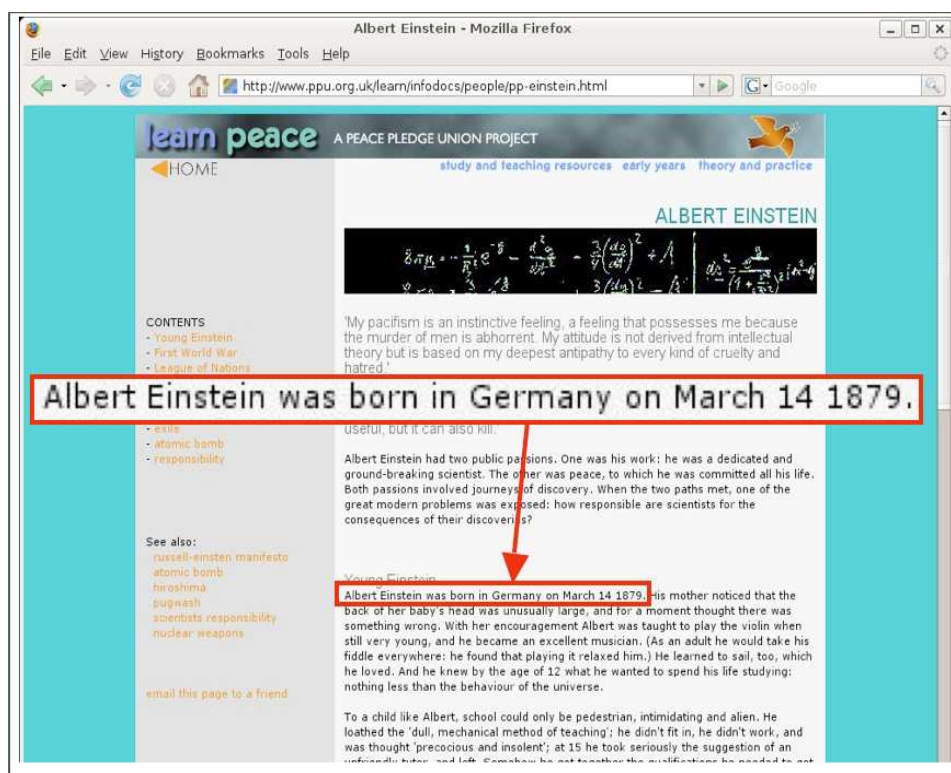 Albert Einstein - Mozilla Firefox
File Edit View History Bookmarks Tools Help
http://www.ppu.org.uk/learn/infodocs/people/pp-einstein.html
G Google
learn peace A PEACE PLEDGE UNION PROJECT
HOME
study and teaching resources early years theory and practice
ALBERT EINSTEIN
CONTENTS
- Young Einstein
- First World War
- League of Nations
- exile
- atomic bomb
- responsibility
See also:
russell-einsten manifesto
atomic bomb
hiroshima
pugwash
scientists responsibility
nuclear weapons
email this page to a friend
'My pacifism is an instinctive feeling, a feeling that possesses me because
the murder of men is abhorrent. My attitude is not derived from intellectual
theory but is based on my deepest antipathy to every kind of cruelty and
hatred.'
Albert Einstein was born in Germany on March 14 1879.
useful, but it can also kill.'
Albert Einstein had two public passions. One was his work: he was a dedicated and
ground-breaking scientist. The other was peace, to which he was committed all his life.
Both passions involved journeys of discovery. When the two paths met, one of the
great modern problems was exposed: how responsible are scientists for the
consequences of their discoveries?
Young Einstein
Albert Einstein was born in Germany on March 14 1879. His mother noticed that the
back of her baby's head was unusually large, and for a moment thought there was
something wrong. With her encouragement Albert was taught to play the violin when
still very young, and he became an excellent musician. (As an adult he would take his
fiddle everywhere: he found that playing it relaxed him.) He learned to sail, too, which
he loved. And he knew by the age of 12 what he wanted to spend his life studying:
nothing less than the behaviour of the universe.
To a child like Albert, school could only be pedestrian, intimidating and alien. He
loathed the 'dull, mechanical method of teaching'; he didn't fit in, he didn't work, and
was thought 'precocious and insolent'; at 15 he took seriously the suggestion of an
unfriendly tutor, and left. Somehow he got together the qualifications he needed to get